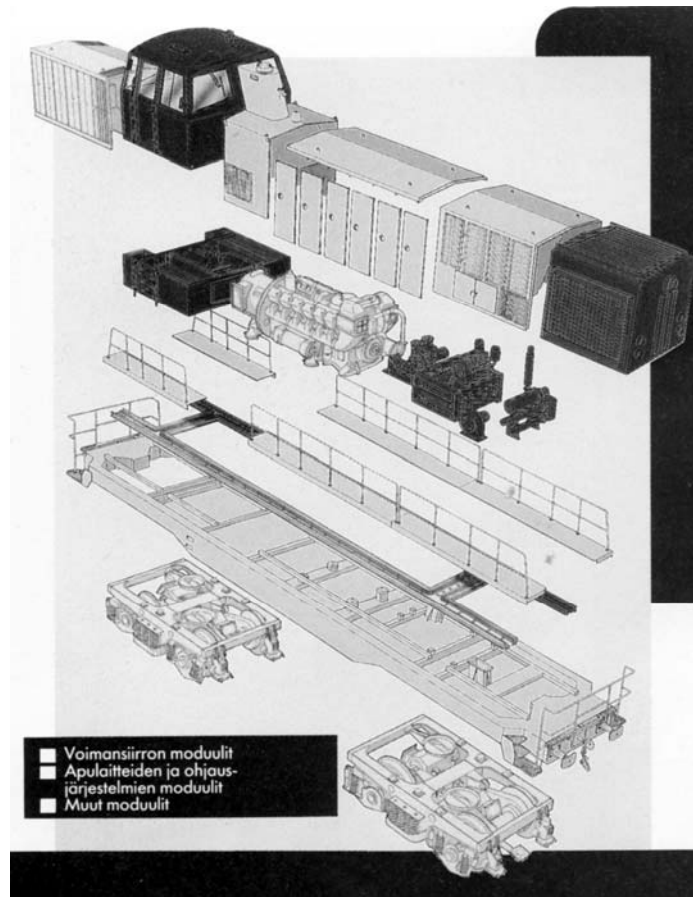 Voimansiirron moduulit
Apulaitteiden ja ohjaus-
järjestelmien moduulit
Muut moduulit